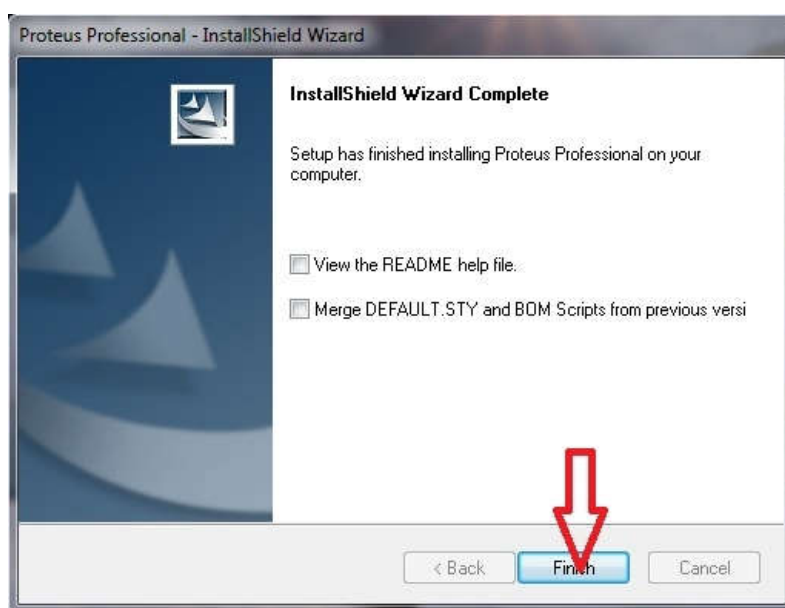 Proteus Professional - InstallShield Wizard
InstallShield Wizard Complete
Setup has finished installing Proteus Professional on your
computer.
View the README help file.
Merge DEFAULT.STY and BOM Scripts from previous versi
< Back
Finish
Cancel